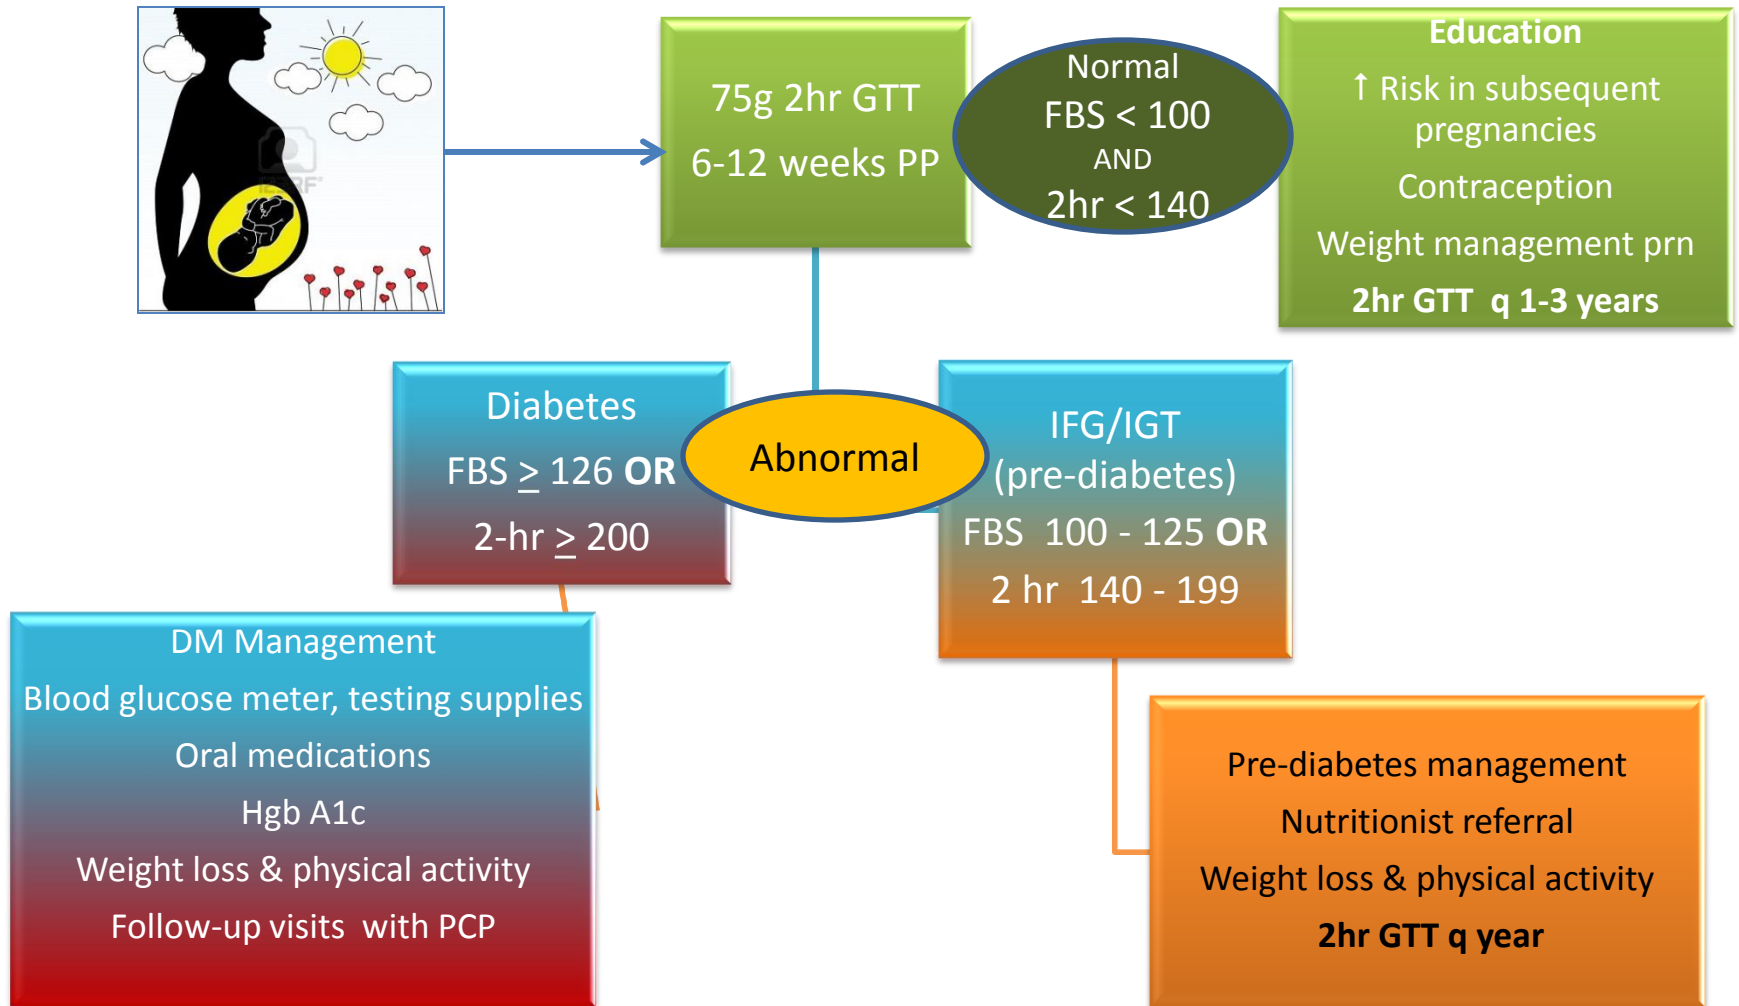 75g 2hr GTT
6-12 weeks PP
Normal
FBS < 100
AND
2hr < 140
Education
↑ Risk in subsequent
pregnancies
Contraception
Weight management prn
2hr GTT q 1-3 years
Diabetes
FBS ≥ 126 OR
2-hr ≥ 200
Abnormal
IFG/IGT
(pre-diabetes)
FBS 100 - 125 OR
2 hr 140 - 199
DM Management
Blood glucose meter, testing supplies
Oral medications
Hgb A1c
Weight loss & physical activity
Follow-up visits with PCP
Pre-diabetes management
Nutritionist referral
Weight loss & physical activity
2hr GTT q year